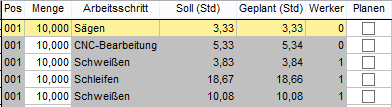 Pos Menge Arbeitsschritt Soll (Std) Geplant (Std) Werker Planen
001 10,000 Sägen 3,33 3,33 0
001 10,000 CNC-Bearbeitung 5,33 5,34 0
001 10,000 Schweißen 3,83 3,84 1
001 10,000 Schleifen 18,67 18,66 1
001 10,000 Schweißen 10,08 10,08 1